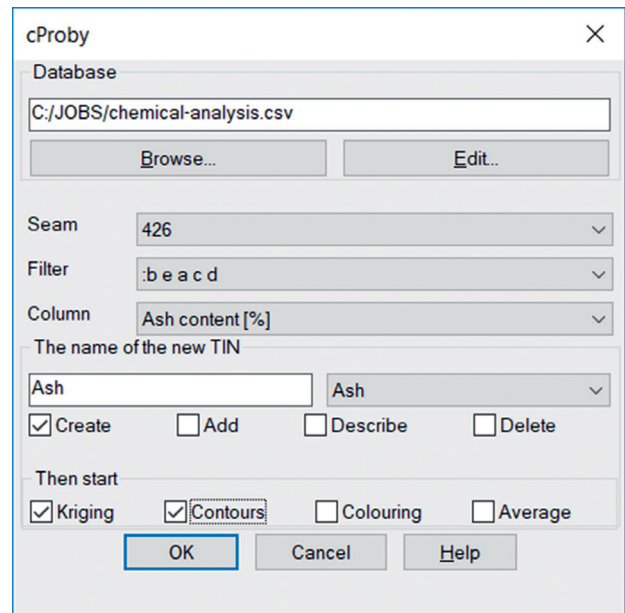 cProby
Database
C:/JOBS/chemical-analysis.csv
Browse... Edit...
Seam 426
Filter :b e a c d
Column Ash content [%]
The name of the new TIN
Ash Ash
Create Add Describe Delete
Then start
Kriging Contours Colouring Average
OK Cancel Help